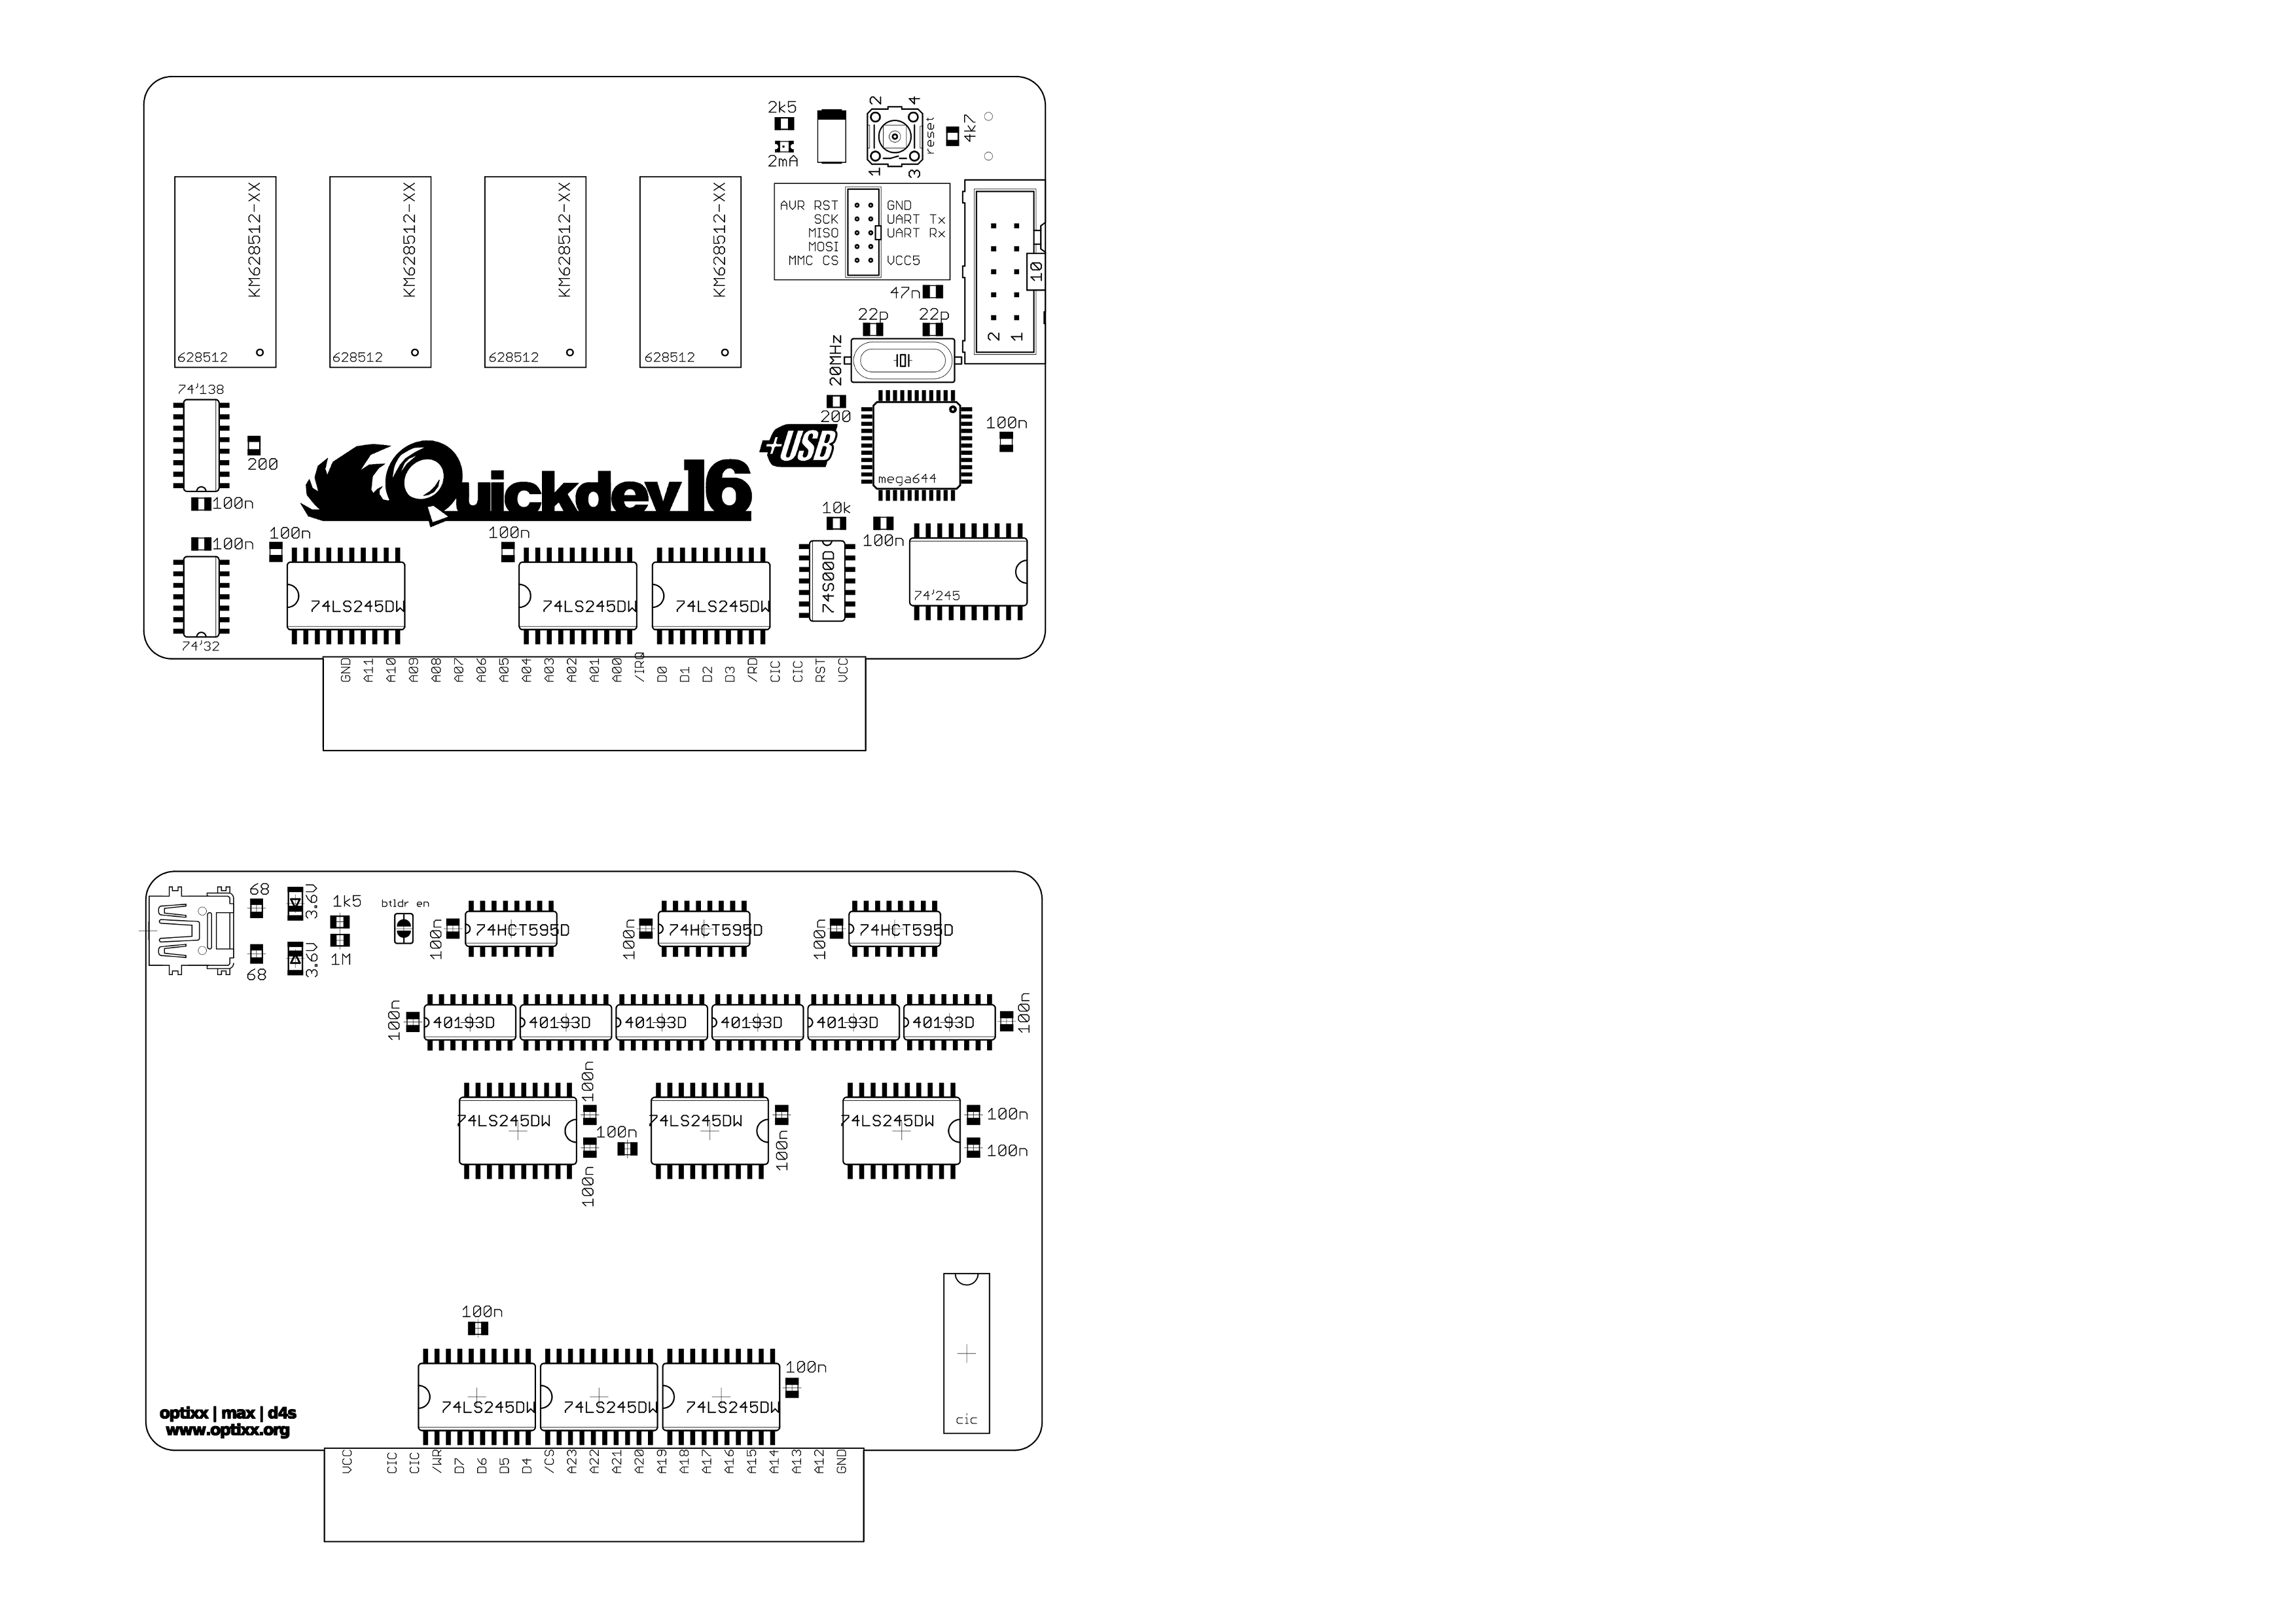 2k5
2mA
2 4
1 3
reset
4k7
KM628512-XX
KM628512-XX
KM628512-XX
KM628512-XX
628512
628512
628512
628512
AVR RST GND
SCK UART Tx
MISO UART Rx
MOSI
MMC CS VCC5
10
2 1
47n
22p 22p
20MHz
200
74'138
200
100n
Quickdev16
+USB
mega644
100n
100n
100n
100n
10k
100n
74LS245DW
74LS245DW
74LS245DW
74S00D
74'245
74'32
GND A11 A10 A09 A08 A07 A06 A05 A04 A03 A02 A01 A00 /IRQ D0 D1 D2 D3 /RD CIC CIC RST VCC
68
3.6V
1k5
btldr en
68
3.6V
1M
100n
74HCT595D
100n
74HCT595D
100n
74HCT595D
100n
40193D
40193D
40193D
40193D
40193D
40193D
100n
100n
74LS245DW
74LS245DW
74LS245DW
100n
100n
100n
100n
100n
100n
100n
74LS245DW
74LS245DW
74LS245DW
100n
cic
optixx | max | d4s
www.optixx.org
VCC CIC CIC /WR D7 D6 D5 D4 /CS A23 A22 A21 A20 A19 A18 A17 A16 A15 A14 A13 A12 GND